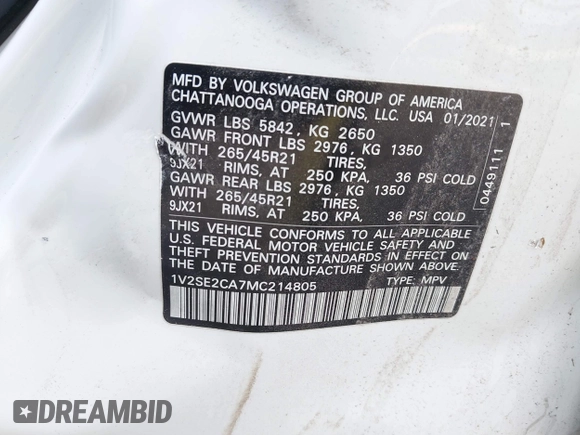 MFD BY VOLKSWAGEN GROUP OF AMERICA
CHATTANOOGA OPERATIONS, LLC. USA 01/2021
GVWR LBS 5842, KG 2650
GAWR FRONT LBS 2976, KG 1350
WITH 265/45R21 TIRES,
9JX21 RIMS, AT 250 KPA, 36 PSI COLD
GAWR REAR LBS 2976, KG 1350
WITH 265/45R21 TIRES,
9JX21 RIMS, AT 250 KPA, 36 PSI COLD
THIS VEHICLE CONFORMS TO ALL APPLICABLE
U.S. FEDERAL MOTOR VEHICLE SAFETY AND
THEFT PREVENTION STANDARDS IN EFFECT ON
THE DATE OF MANUFACTURE SHOWN ABOVE.
1V2SE2CA7MC214805 TYPE: MPV
0449111 1
DREAMBID